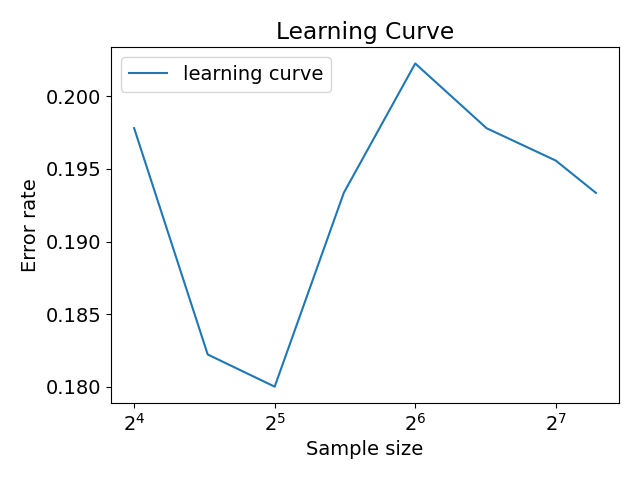 Learning Curve
learning curve
0.200
0.195
0.190
0.185
0.180
Error rate
2⁴ 2⁵ 2⁶ 2⁷
Sample size